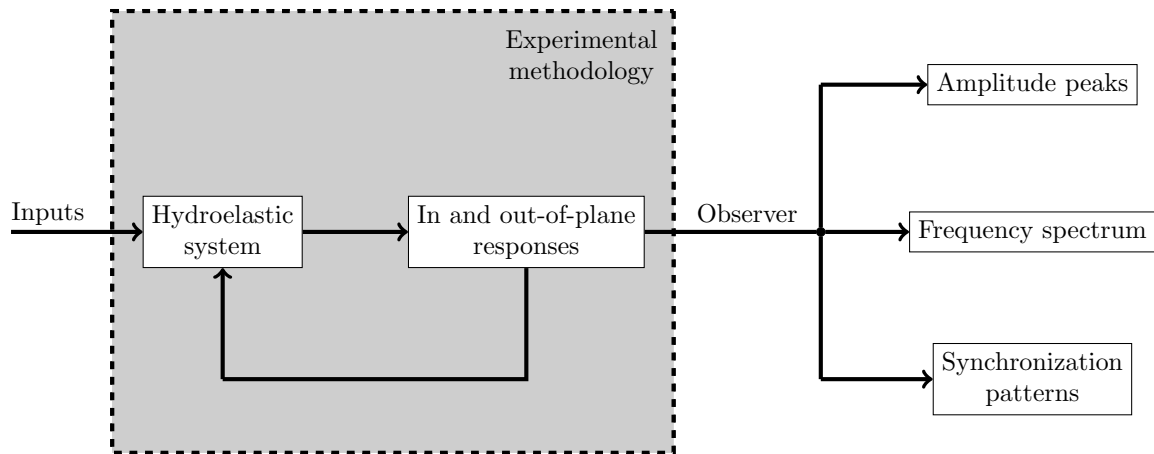 Experimental
methodology
Inputs
Hydroelastic
system
In and out-of-plane
responses
Observer
Amplitude peaks
Frequency spectrum
Synchronization
patterns